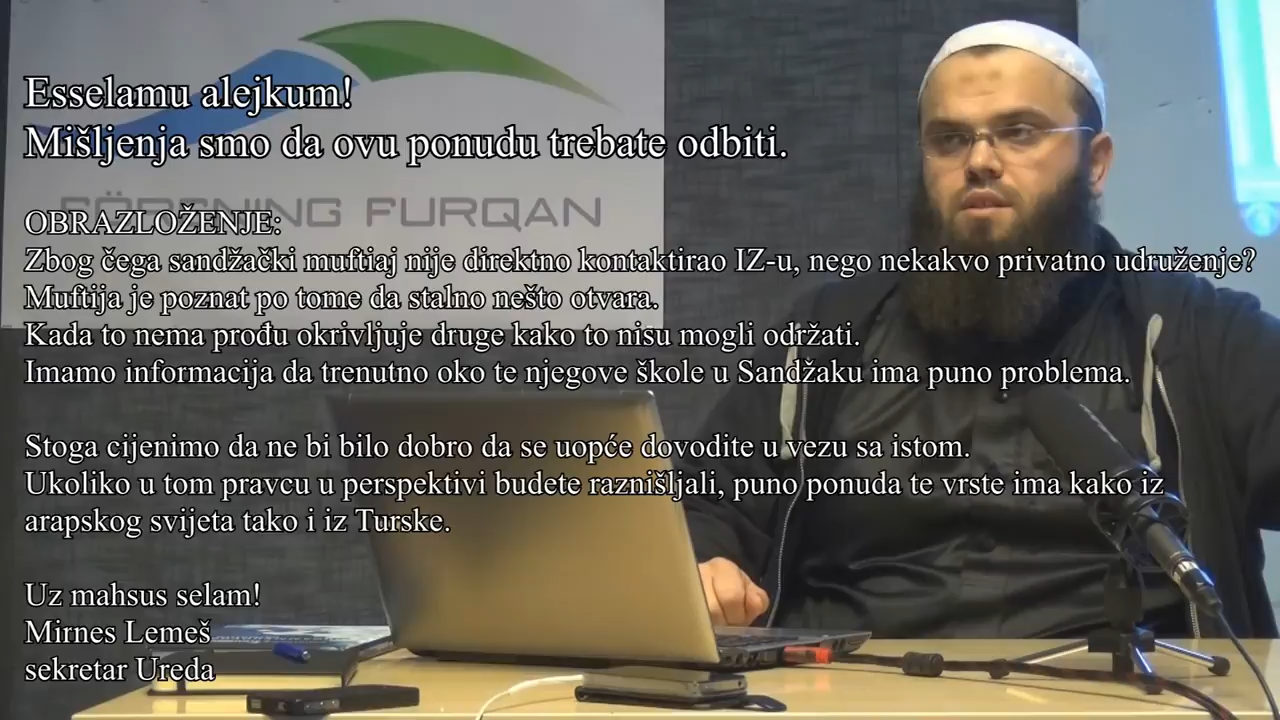 Esselamu alejkum!
Mišljenja smo da ovu ponudu trebate odbiti.
FÖRENING FURQAN
OBRAZLOŽENJE:
Zbog čega sandžački muftiaj nije direktno kontaktirao IZ-u, nego nekakvo privatno udruženje?
Muftija je poznat po tome da stalno nešto otvara.
Kada to nema prođu okrivljuje druge kako to nisu mogli održati.
Imamo informacija da trenutno oko te njegove škole u Sandžaku ima puno problema.
Stoga cijenimo da ne bi bilo dobro da se uopće dovodite u vezu sa istom.
Ukoliko u tom pravcu u perspektivi budete raznišljali, puno ponuda te vrste ima kako iz
arapskog svijeta tako i iz Turske.
Uz mahsus selam!
Mirnes Lemeš
sekretar Ureda